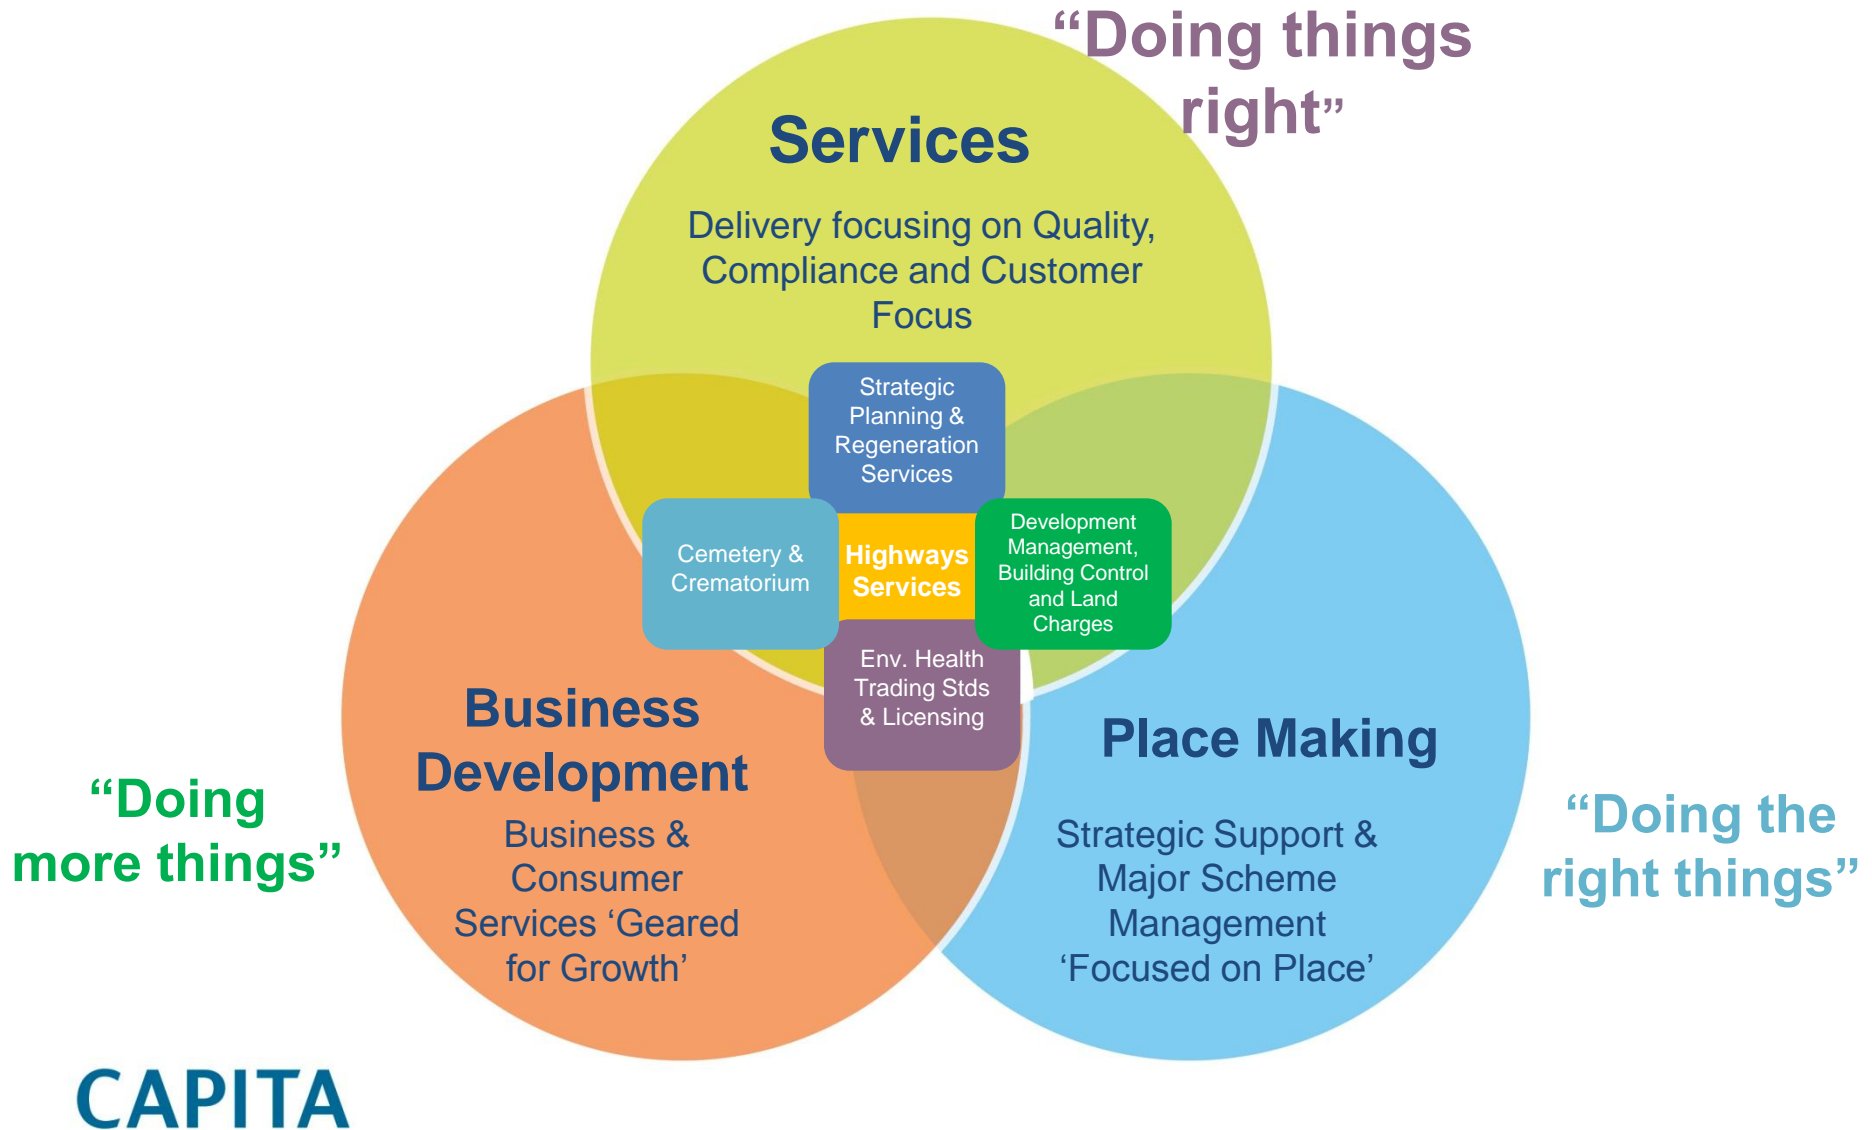 “Doing things
right”
Services
Delivery focusing on Quality,
Compliance and Customer
Focus
Strategic
Planning &
Regeneration
Services
Cemetery &
Crematorium
Highways
Services
Development
Management,
Building Control
and Land
Charges
Env. Health
Trading Stds
& Licensing
Business
Development
Business &
Consumer
Services ‘Geared
for Growth’
Place Making
Strategic Support &
Major Scheme
Management
‘Focused on Place’
“Doing
more things”
“Doing the
right things”
CAPITA